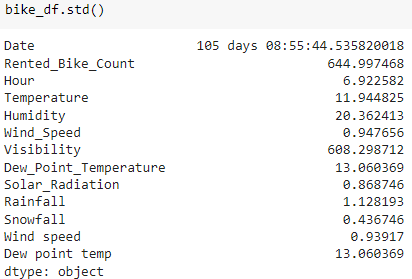 bike_df.std()
Date 105 days 08:55:44.535820018
Rented_Bike_Count 644.997468
Hour 6.922582
Temperature 11.944825
Humidity 20.362413
Wind_Speed 0.947656
Visibility 608.298712
Dew_Point_Temperature 13.060369
Solar_Radiation 0.868746
Rainfall 1.128193
Snowfall 0.436746
Wind speed 0.93917
Dew point temp 13.060369
dtype: object